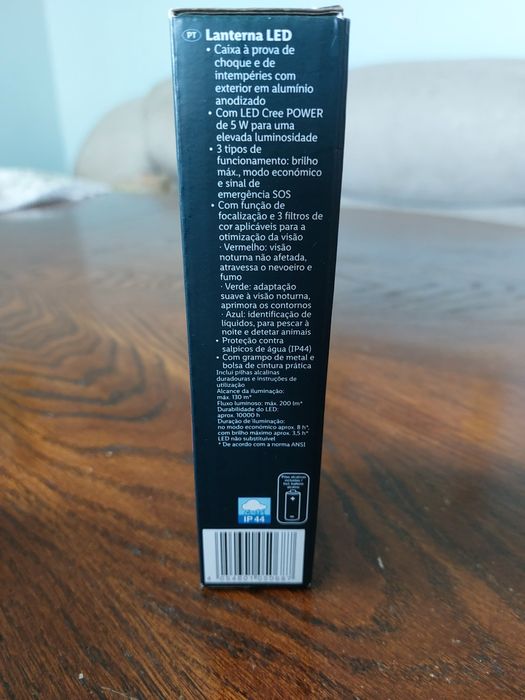 PT Lanterna LED
• Caixa à prova de
choque e de
intempéries com
exterior em alumínio
anodizado
• Com LED Cree POWER
de 5 W para uma
elevada luminosidade
• 3 tipos de
funcionamento: brilho
máx., modo económico
e sinal de
emergência SOS
• Com função de
focalização e 3 filtros de
cor aplicáveis para a
otimização da visão
· Vermelho: visão
noturna não afetada,
atravessa o nevoeiro e
fumo
· Verde: adaptação
suave à visão noturna,
aprimora os contornos
· Azul: identificação de
líquidos, para pescar à
noite e detetar animais
• Proteção contra
salpicos de água (IP44)
• Com grampo de metal e
bolsa de cintura prática
Inclui pilhas alcalinas
duradouras e instruções de
utilização
Alcance da iluminação:
máx. 130 m*
Fluxo luminoso: máx. 200 lm*
Durabilidade do LED:
aprox. 10000 h
Duração de iluminação:
no modo económico aprox. 8 h*,
com brilho máximo aprox. 3,5 h*
LED não substituível
* De acordo com a norma ANSI
IP 44